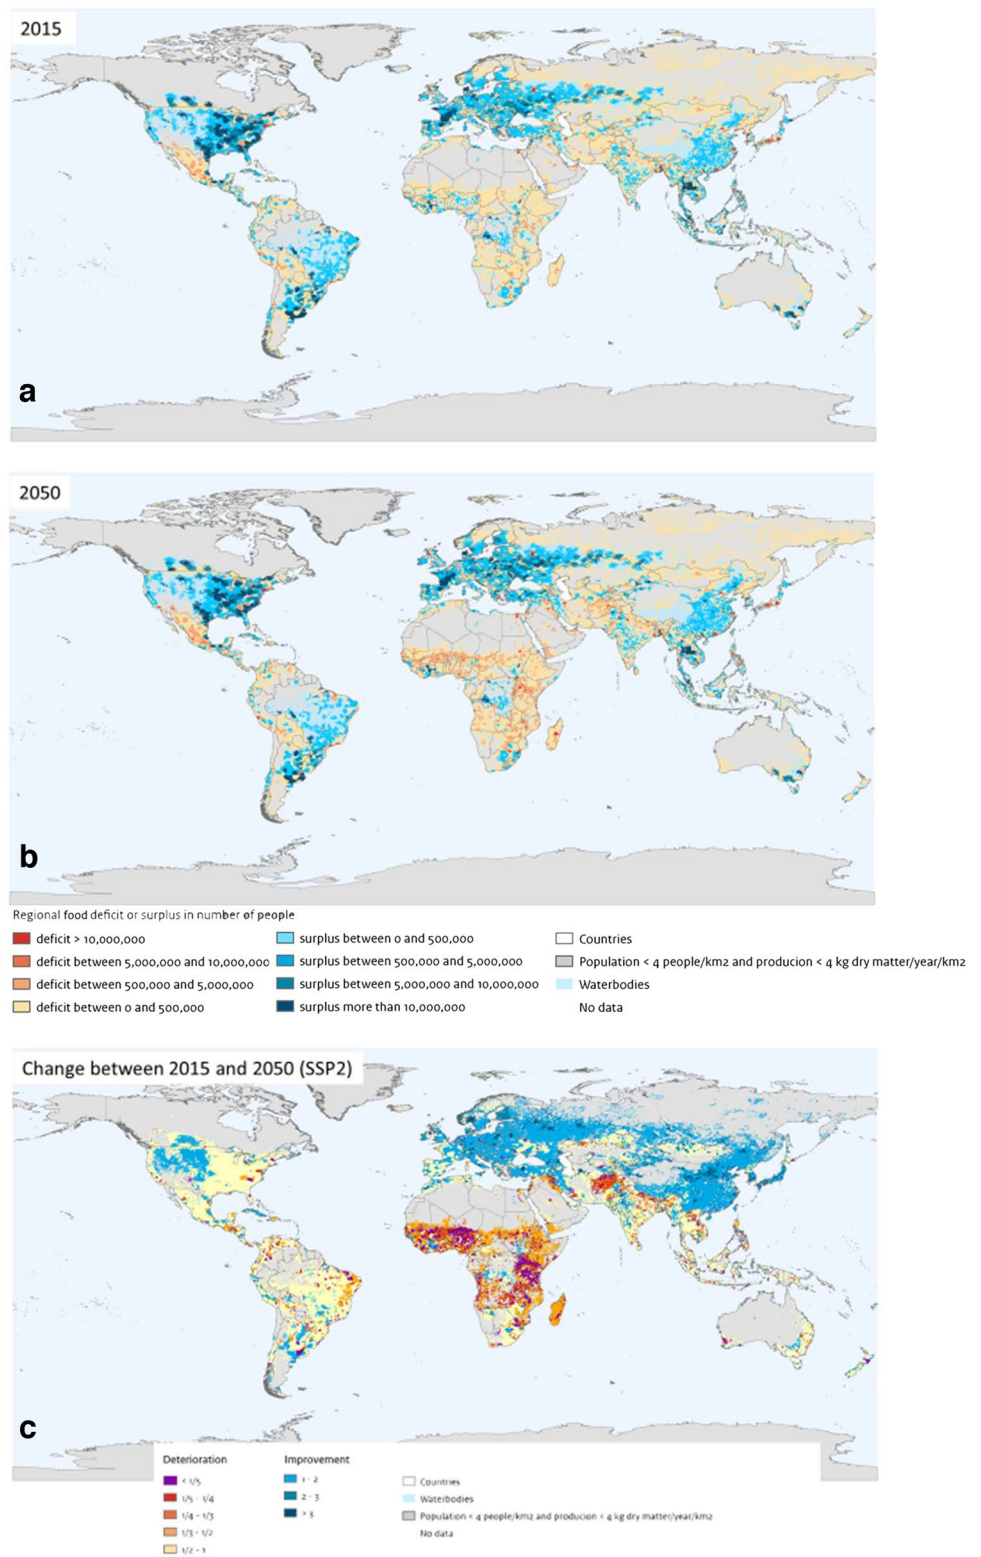 2015
a
2050
b
Regional food deficit or surplus in number of people
deficit > 10,000,000
deficit between 5,000,000 and 10,000,000
deficit between 500,000 and 5,000,000
deficit between 0 and 500,000
surplus between 0 and 500,000
surplus between 500,000 and 5,000,000
surplus between 5,000,000 and 10,000,000
surplus more than 10,000,000
Countries
Population < 4 people/km2 and producion < 4 kg dry matter/year/km2
Waterbodies
No data
Change between 2015 and 2050 (SSP2)
c
Deterioration
< 1/5
1/5 - 1/4
1/4 - 1/3
1/3 - 1/2
1/2 - 1
Improvement
1 - 2
2 - 3
> 3
Countries
Waterbodies
Population < 4 people/km2 and producion < 4 kg dry matter/year/km2
No data